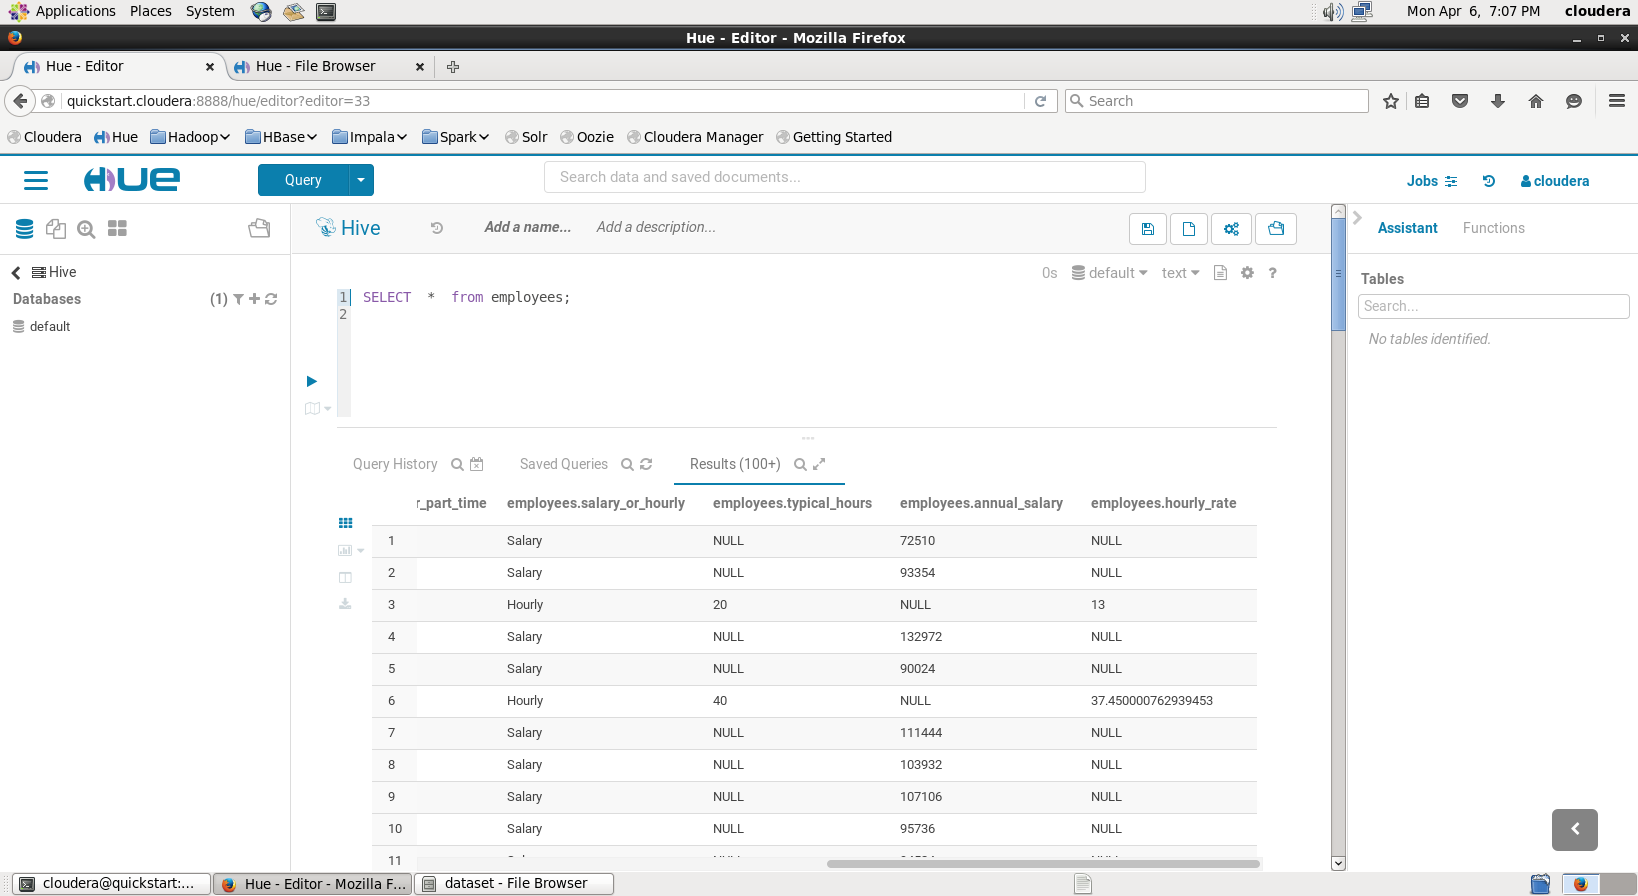 Applications Places System Mon Apr 6, 7:07 PM cloudera
Hue - Editor - Mozilla Firefox
Hue - Editor Hue - File Browser
quickstart.cloudera:8888/hue/editor?editor=33 Search
Cloudera Hue Hadoop HBase Impala Spark Solr Oozie Cloudera Manager Getting Started
HUE Query Search data and saved documents... Jobs cloudera
Hive Add a name... Add a description... Assistant Functions
Hive 0s default text ?
Databases (1) Tables
default Search...
No tables identified.
1 SELECT * from employees;
2
Query History Saved Queries Results (100+)
r_part_time employees.salary_or_hourly employees.typical_hours employees.annual_salary employees.hourly_rate
1 Salary NULL 72510 NULL
2 Salary NULL 93354 NULL
3 Hourly 20 NULL 13
4 Salary NULL 132972 NULL
5 Salary NULL 90024 NULL
6 Hourly 40 NULL 37.450000762939453
7 Salary NULL 111444 NULL
8 Salary NULL 103932 NULL
9 Salary NULL 107106 NULL
10 Salary NULL 95736 NULL
11
cloudera@quickstart:... Hue - Editor - Mozilla F... dataset - File Browser